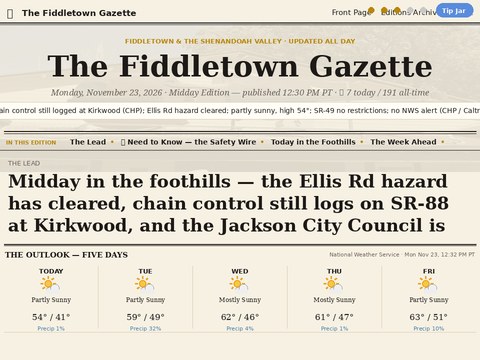 Front Page Editions Archive
Tip Jar
FIDDLETOWN & THE SHENANDOAH VALLEY · UPDATED ALL DAY
The Fiddletown Gazette
Monday, November 23, 2026 · Midday Edition — published 12:30 PM PT · 7 today / 191 all-time
ain control still logged at Kirkwood (CHP); Ellis Rd hazard cleared; partly sunny, high 54°; SR-49 no restrictions; no NWS alert (CHP / Calt
IN THIS EDITION The Lead • Need to Know — the Safety Wire • Today in the Foothills • The Week Ahead •
THE LEAD
Midday in the foothills — the Ellis Rd hazard
has cleared, chain control still logs on SR-88
at Kirkwood, and the Jackson City Council is
THE OUTLOOK — FIVE DAYS
National Weather Service · Mon Nov 23, 12:32 PM PT
TODAY TUE WED THU FRI
Partly Sunny Partly Sunny Mostly Sunny Mostly Sunny Partly Sunny
54° / 41° 59° / 49° 62° / 46° 61° / 47° 63° / 51°
Precip 1% Precip 32% Precip 4% Precip 1% Precip 10%